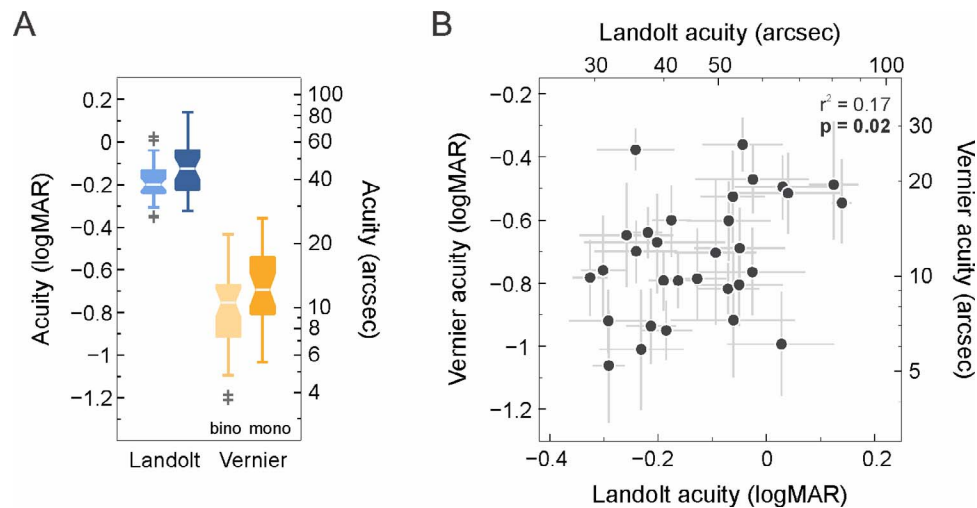 A
Acuity (logMAR)
0.2
0
−0.2
−0.4
−0.6
−0.8
−1
−1.2
100
80
60
40
20
10
8
6
4
Acuity (arcsec)
bino mono
Landolt Vernier
B
Landolt acuity (arcsec)
30 40 50 60 80 100
Vernier acuity (logMAR)
−0.2
−0.4
−0.6
−0.8
−1.0
−1.2
r² = 0.17
p = 0.02
30
20
10
5
Vernier acuity (arcsec)
−0.4 −0.2 0 0.2
Landolt acuity (logMAR)